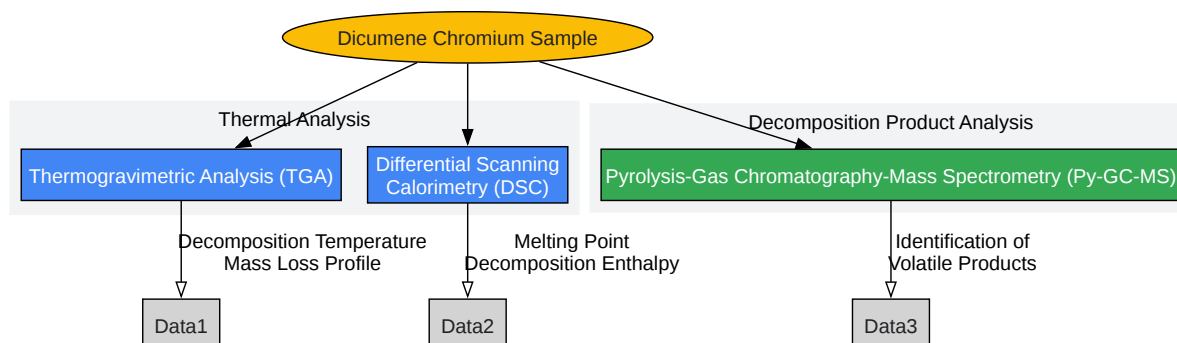 Dicumene Chromium Sample
Thermal Analysis
Decomposition Product Analysis
Thermogravimetric Analysis (TGA)
Differential Scanning
Calorimetry (DSC)
Pyrolysis-Gas Chromatography-Mass Spectrometry (Py-GC-MS)
Decomposition Temperature
Mass Loss Profile
Melting Point
Decomposition Enthalpy
Identification of
Volatile Products
Data1
Data2
Data3